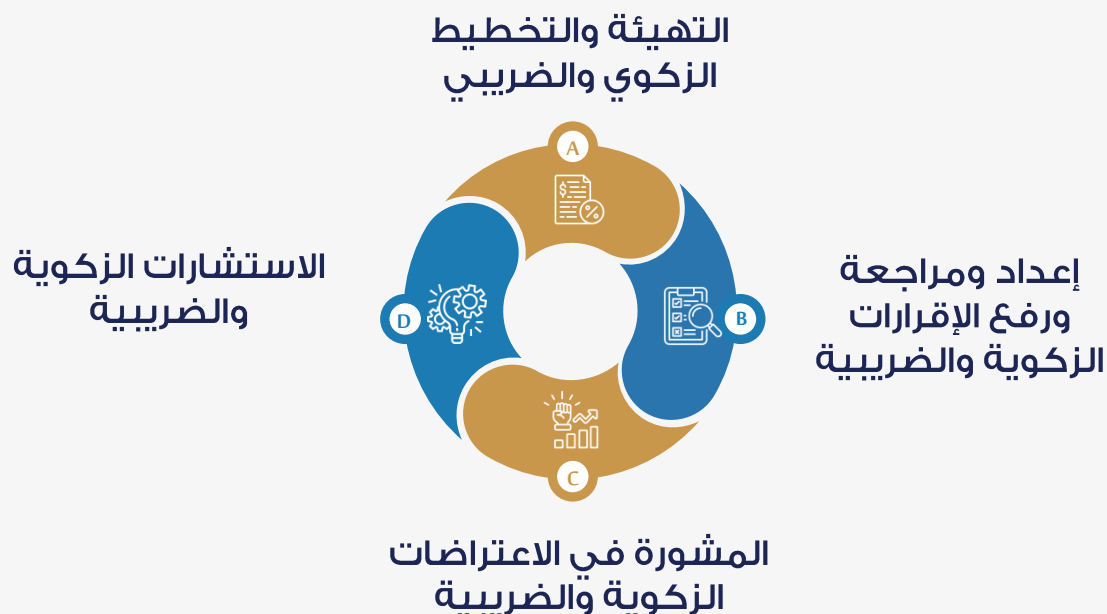 التهيئة والتخطيط
الزكوي والضريبي
A
إعداد ومراجعة
ورفع الإقرارات
الزكوية والضريبية
B
المشورة في الاعتراضات
الزكوية والضريبية
C
الاستشارات الزكوية
والضريبية
D
$
%